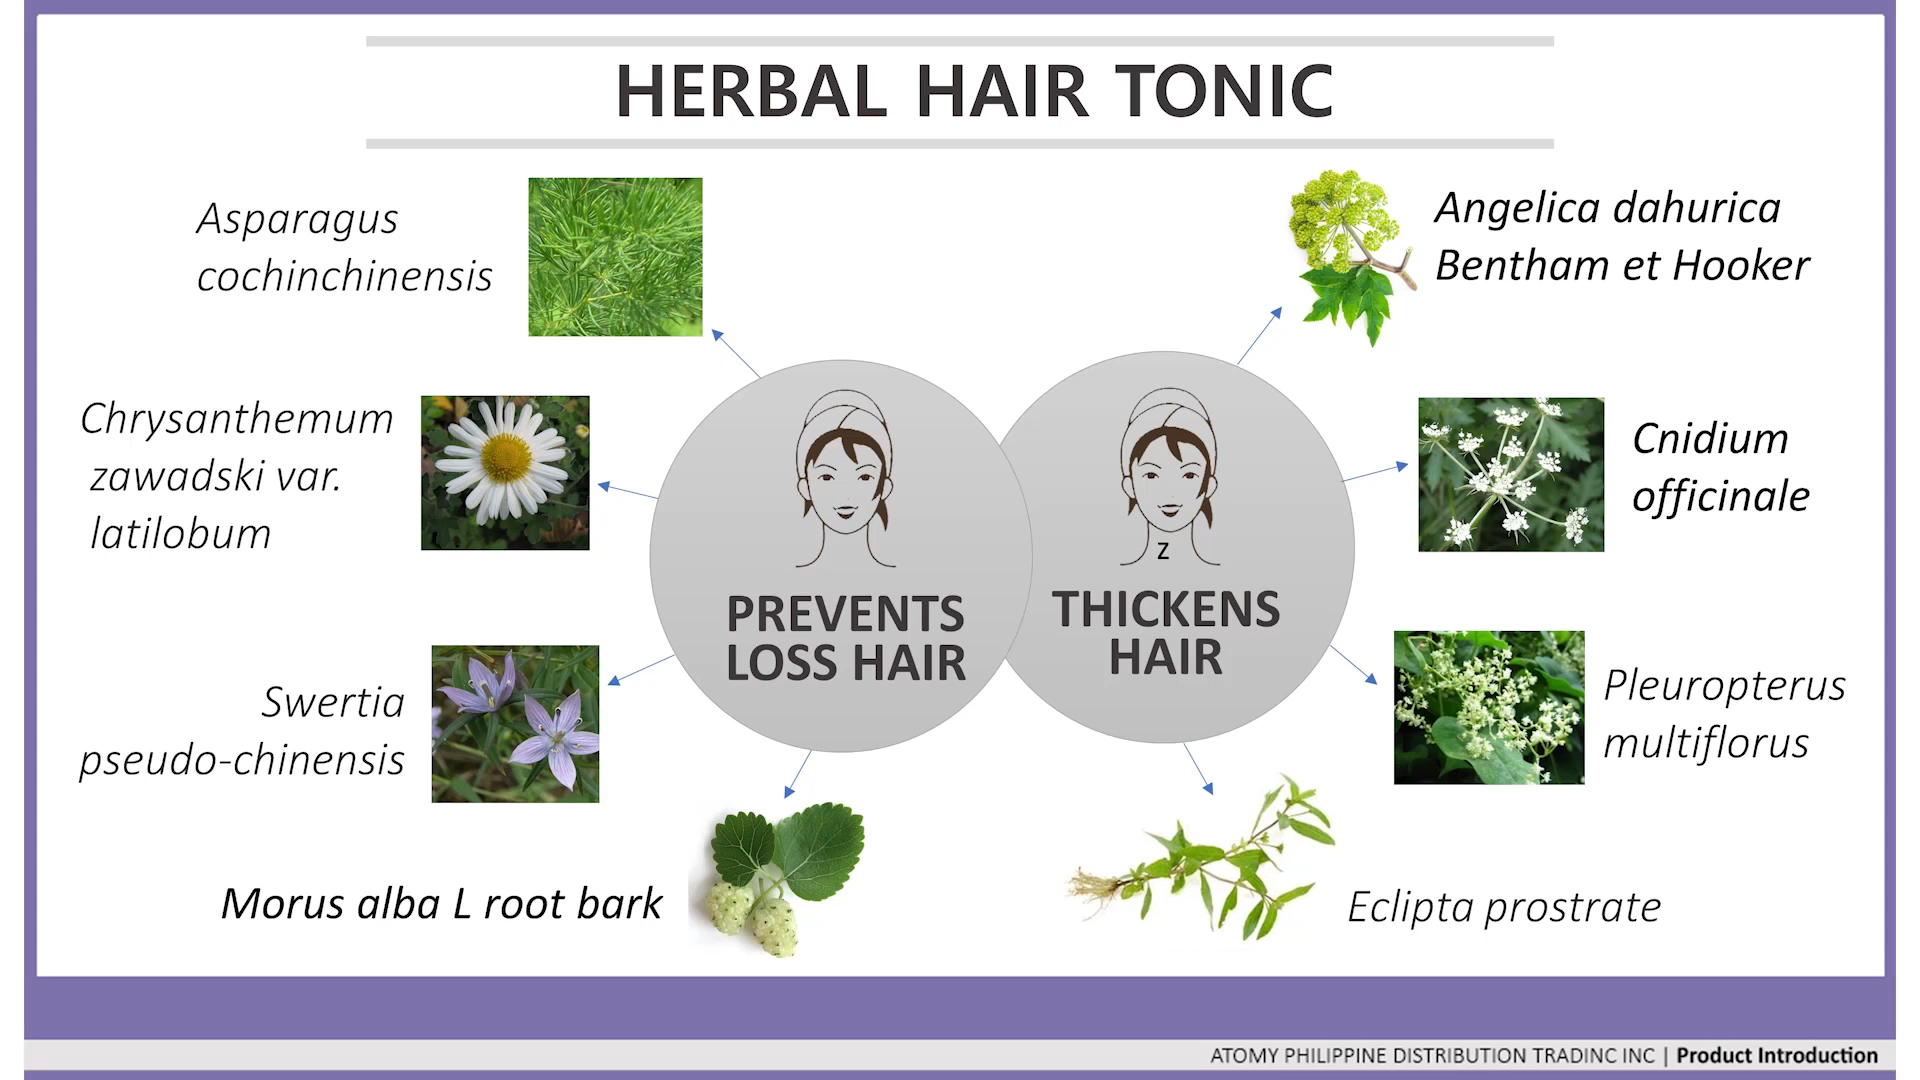 HERBAL HAIR TONIC
Asparagus
cochinchinensis
Chrysanthemum
zawadski var.
latilobum
Swertia
pseudo-chinensis
Morus alba L root bark
PREVENTS
LOSS HAIR
z
THICKENS
HAIR
Angelica dahurica
Bentham et Hooker
Cnidium
officinale
Pleuropterus
multiflorus
Eclipta prostrate
ATOMY PHILIPPINE DISTRIBUTION TRADINC INC | Product Introduction